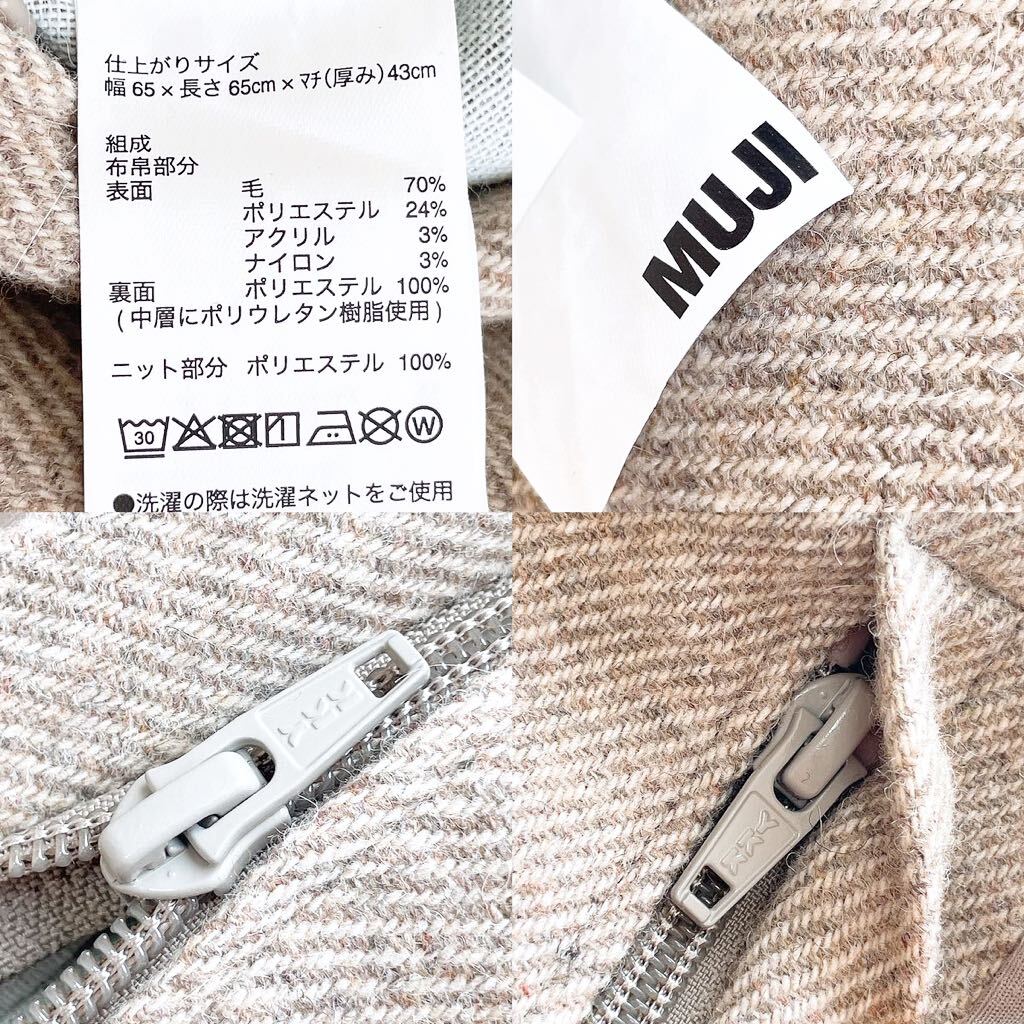 仕上がりサイズ
幅 65 × 長さ 65cm × マチ(厚み) 43cm
組成
布帛部分
表面 毛 70%
ポリエステル 24%
アクリル 3%
ナイロン 3%
裏面 ポリエステル 100%
(中層にポリウレタン樹脂使用)
ニット部分 ポリエステル 100%
30 W
●洗濯の際は洗濯ネットをご使用
MUJI
YKK
YKK